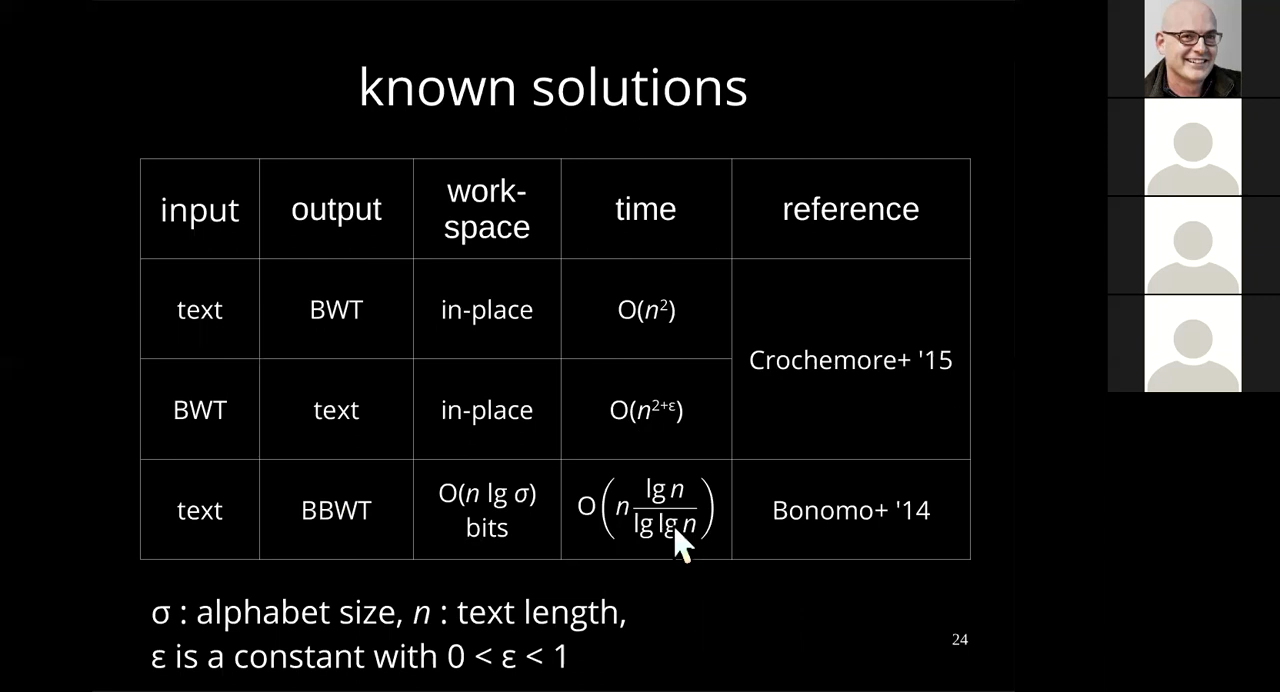 known solutions
input output work-space time reference
text BWT in-place O(n²)
Crochemore+ '15
BWT text in-place O(n²⁺ᵋ)
text BBWT O(n lg σ) bits O(n lg n / lg lg n) Bonomo+ '14
σ : alphabet size, n : text length,
ε is a constant with 0 < ε < 1
24